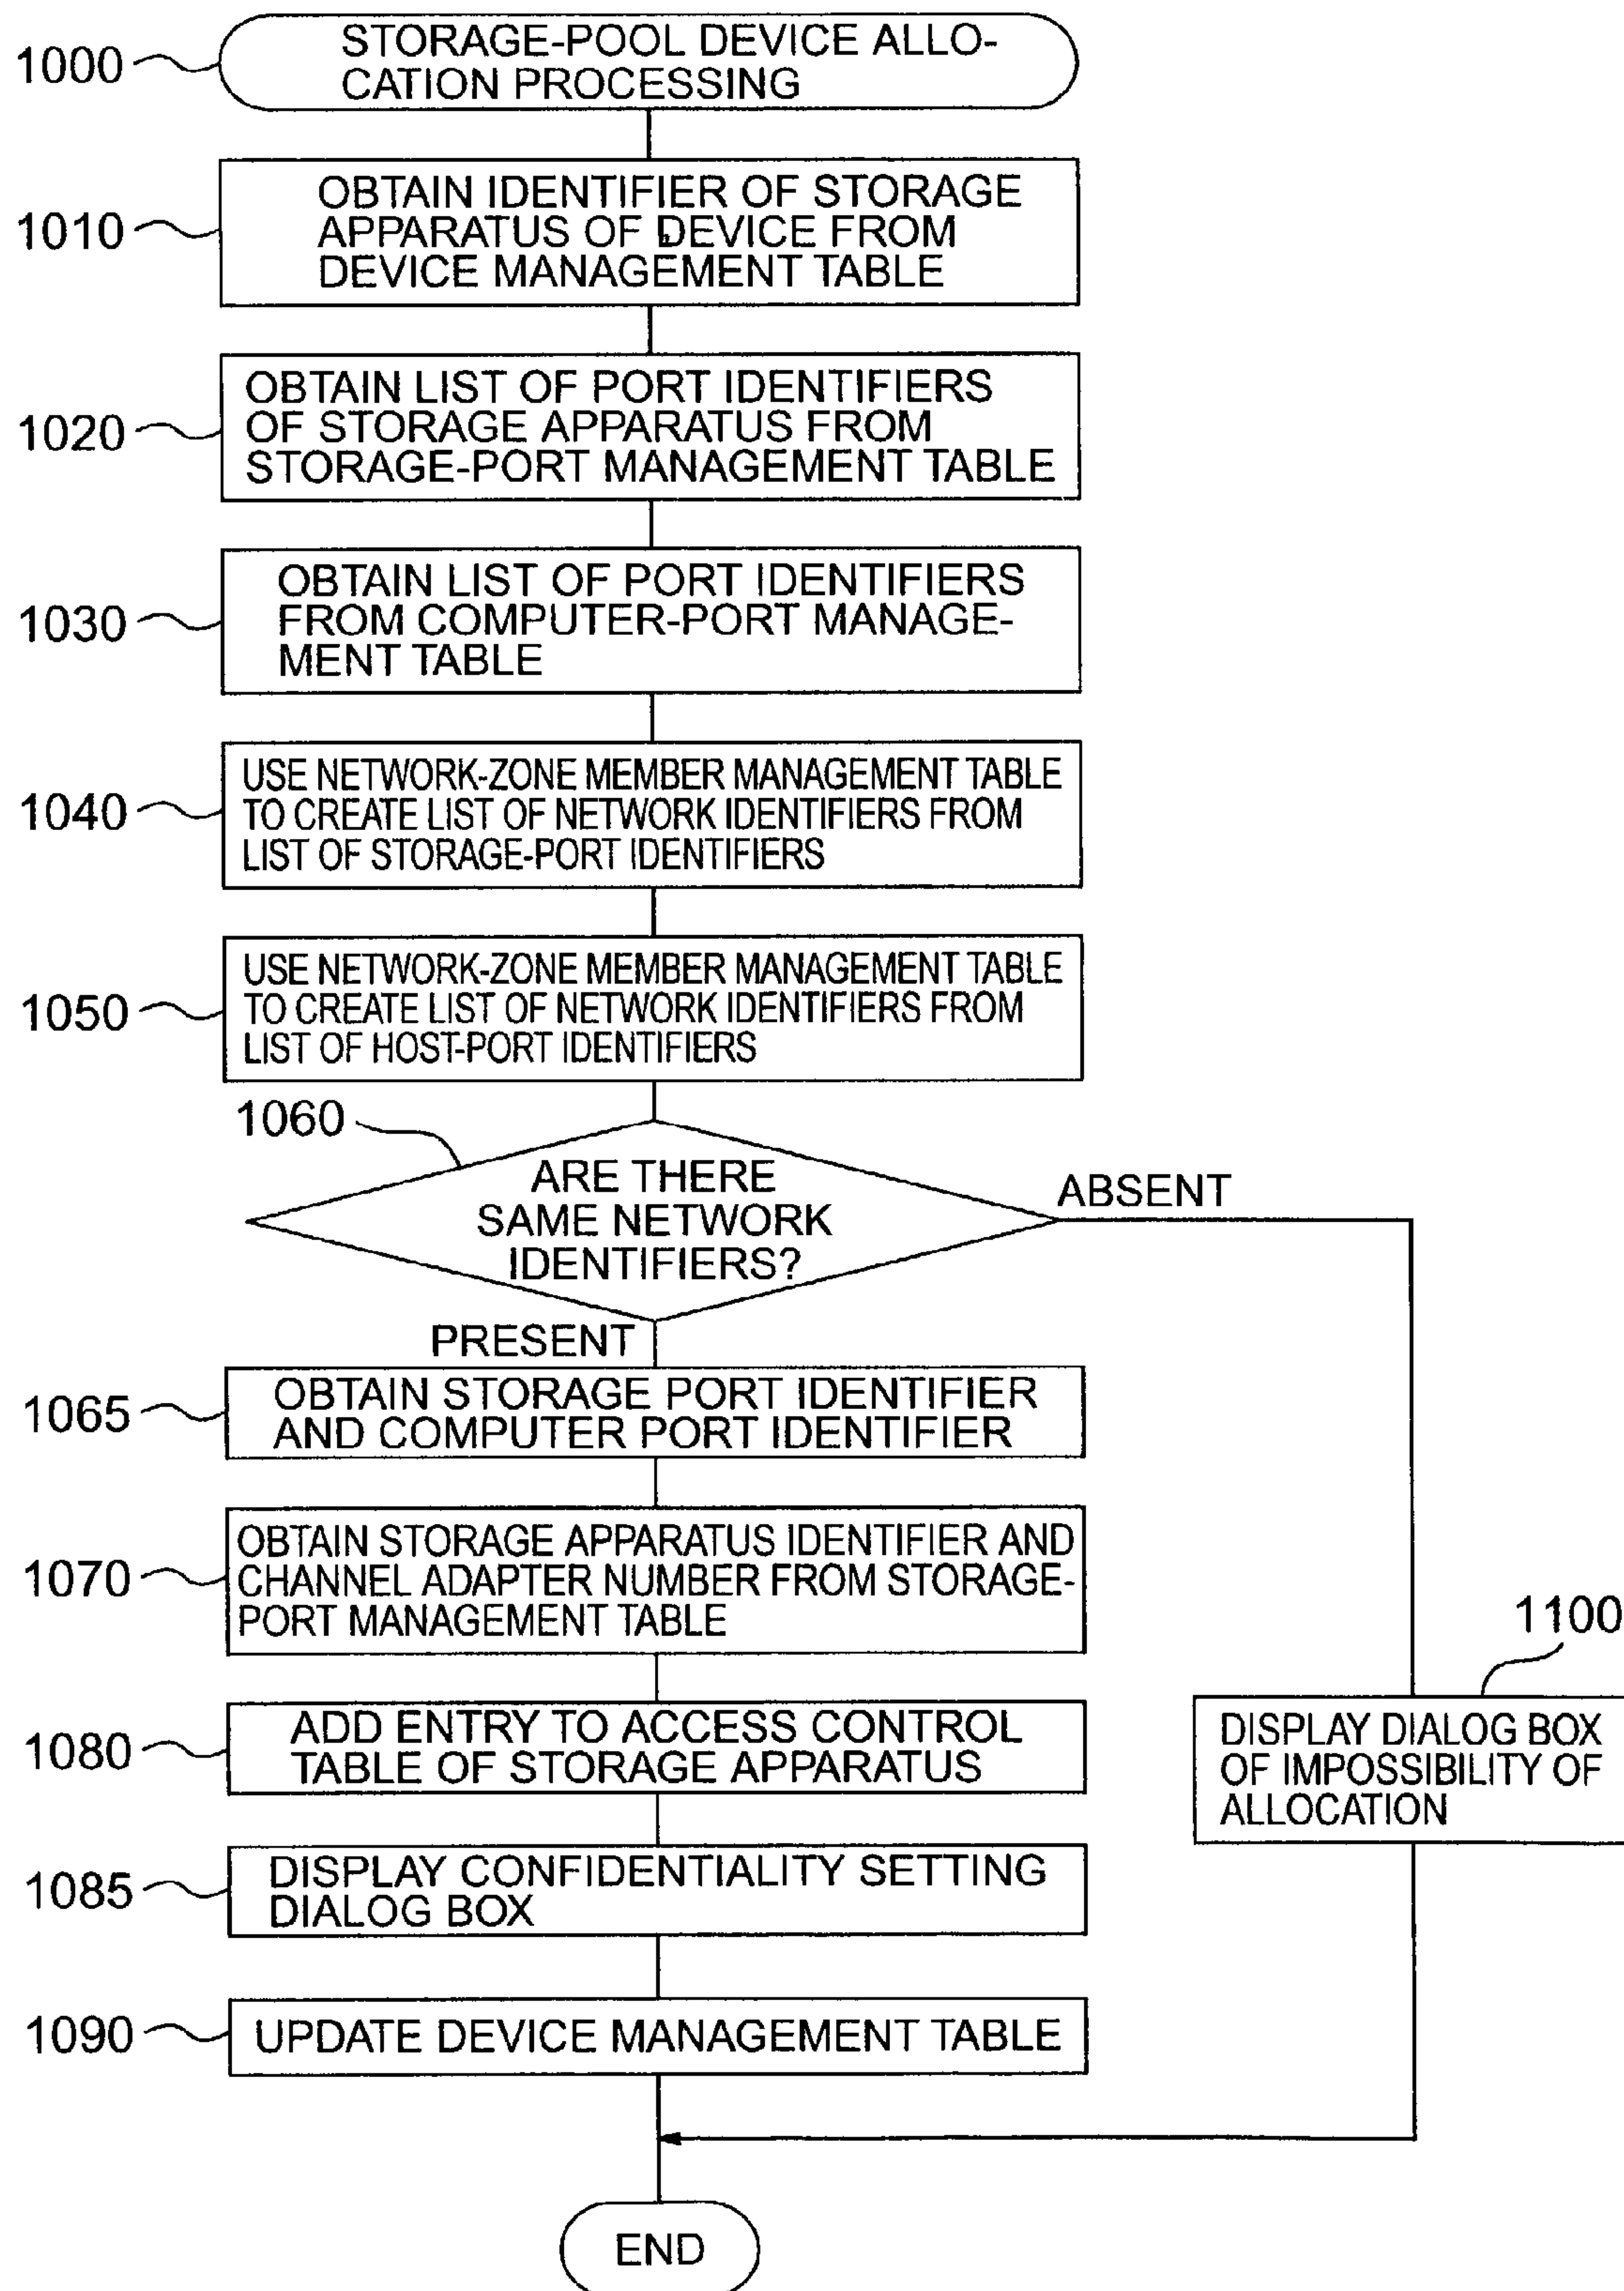 1000
STORAGE-POOL DEVICE ALLO-
CATION PROCESSING
1010
OBTAIN IDENTIFIER OF STORAGE
APPARATUS OF DEVICE FROM
DEVICE MANAGEMENT TABLE
1020
OBTAIN LIST OF PORT IDENTIFIERS
OF STORAGE APPARATUS FROM
STORAGE-PORT MANAGEMENT TABLE
1030
OBTAIN LIST OF PORT IDENTIFIERS
FROM COMPUTER-PORT MANAGE-
MENT TABLE
1040
USE NETWORK-ZONE MEMBER MANAGEMENT TABLE
TO CREATE LIST OF NETWORK IDENTIFIERS FROM
LIST OF STORAGE-PORT IDENTIFIERS
1050
USE NETWORK-ZONE MEMBER MANAGEMENT TABLE
TO CREATE LIST OF NETWORK IDENTIFIERS FROM
LIST OF HOST-PORT IDENTIFIERS
1060
ARE THERE
SAME NETWORK
IDENTIFIERS?
ABSENT
PRESENT
1065
OBTAIN STORAGE PORT IDENTIFIER
AND COMPUTER PORT IDENTIFIER
1070
OBTAIN STORAGE APPARATUS IDENTIFIER AND
CHANNEL ADAPTER NUMBER FROM STORAGE-
PORT MANAGEMENT TABLE
1100
DISPLAY DIALOG BOX
OF IMPOSSIBILITY OF
ALLOCATION
1080
ADD ENTRY TO ACCESS CONTROL
TABLE OF STORAGE APPARATUS
1085
DISPLAY CONFIDENTIALITY SETTING
DIALOG BOX
1090
UPDATE DEVICE MANAGEMENT TABLE
END